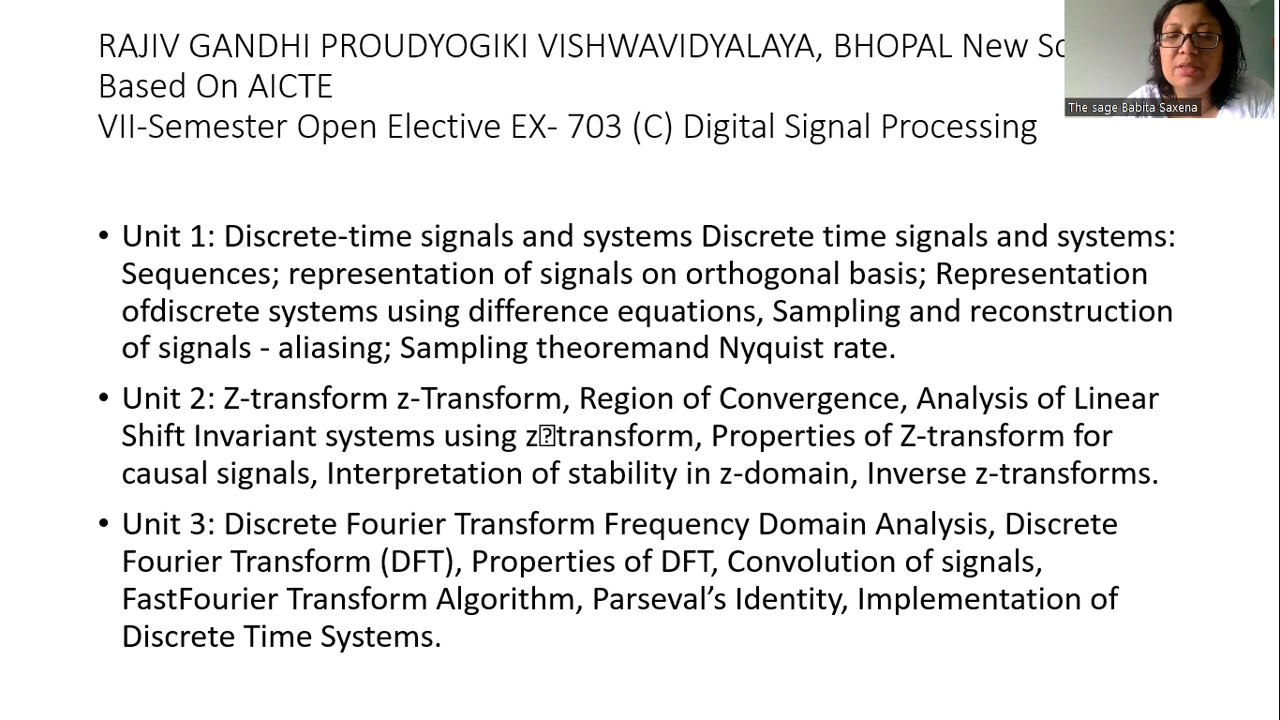 RAJIV GANDHI PROUDYOGIKI VISHWAVIDYALAYA, BHOPAL New
Based On AICTE
VII-Semester Open Elective EX- 703 (C) Digital Signal Processing
The sage Babita Saxena
• Unit 1: Discrete-time signals and systems Discrete time signals and systems:
Sequences; representation of signals on orthogonal basis; Representation
ofdiscrete systems using difference equations, Sampling and reconstruction
of signals - aliasing; Sampling theoremand Nyquist rate.
• Unit 2: Z-transform z-Transform, Region of Convergence, Analysis of Linear
Shift Invariant systems using z⍰transform, Properties of Z-transform for
causal signals, Interpretation of stability in z-domain, Inverse z-transforms.
• Unit 3: Discrete Fourier Transform Frequency Domain Analysis, Discrete
Fourier Transform (DFT), Properties of DFT, Convolution of signals,
FastFourier Transform Algorithm, Parseval’s Identity, Implementation of
Discrete Time Systems.